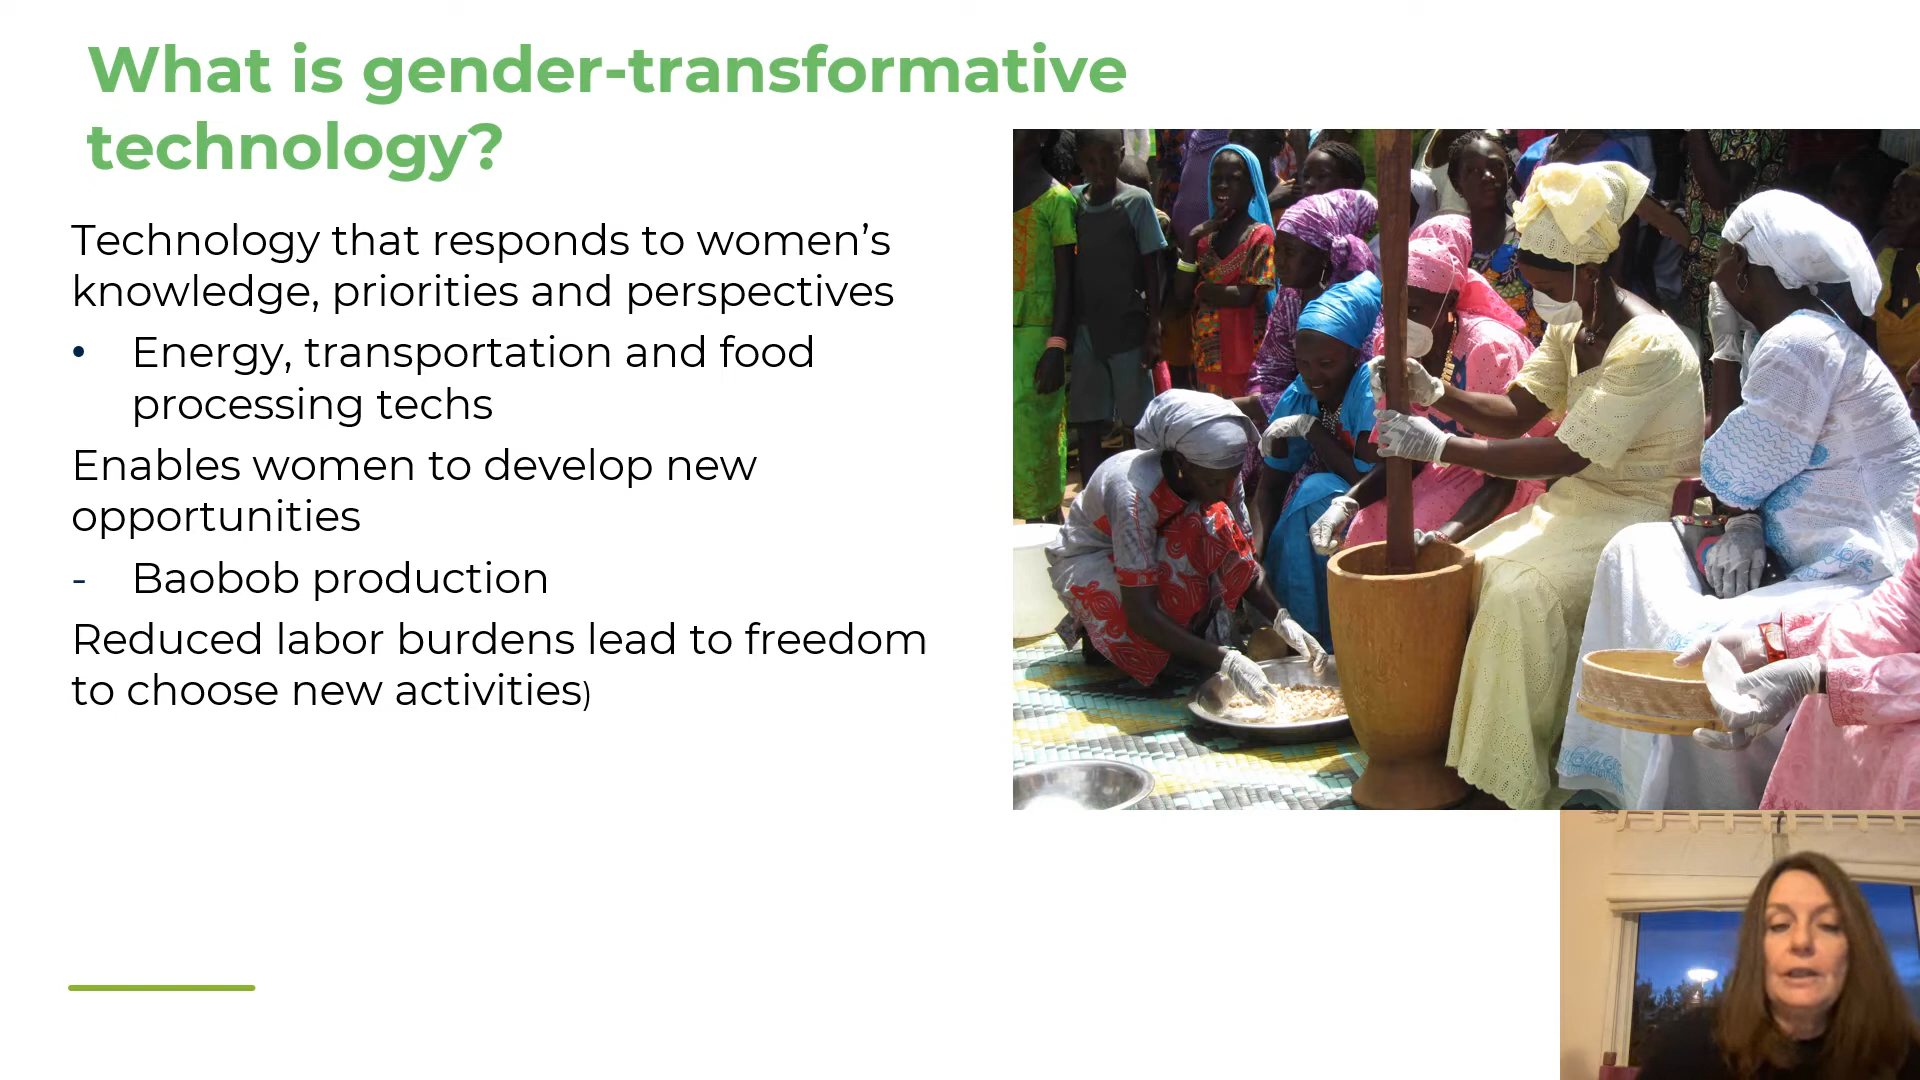 What is gender-transformative
technology?
Technology that responds to women’s
knowledge, priorities and perspectives
• Energy, transportation and food
processing techs
Enables women to develop new
opportunities
- Baobob production
Reduced labor burdens lead to freedom
to choose new activities)